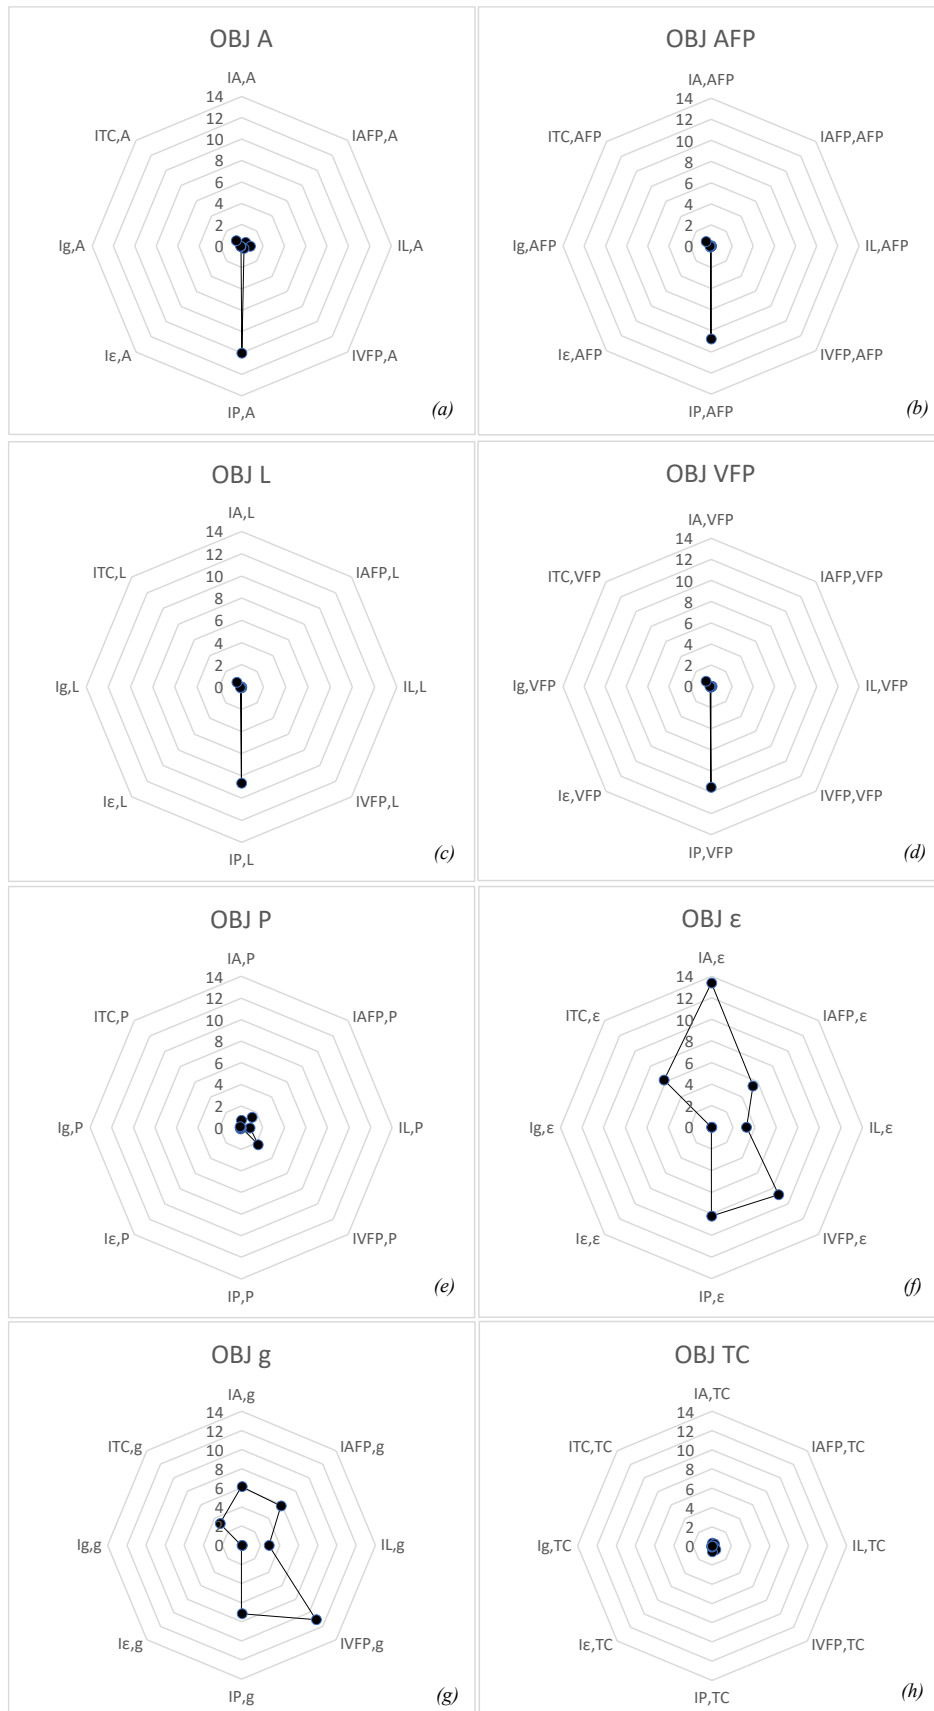 OBJ A
IA,A
IAFP,A
IL,A
IVFP,A
IP,A
Iε,A
Ig,A
ITC,A
14
12
10
8
6
4
2
0
(a)
OBJ AFP
IA,AFP
IAFP,AFP
IL,AFP
IVFP,AFP
IP,AFP
Iε,AFP
Ig,AFP
ITC,AFP
14
12
10
8
6
4
2
0
(b)
OBJ L
IA,L
IAFP,L
IL,L
IVFP,L
IP,L
Iε,L
Ig,L
ITC,L
14
12
10
8
6
4
2
0
(c)
OBJ VFP
IA,VFP
IAFP,VFP
IL,VFP
IVFP,VFP
IP,VFP
Iε,VFP
Ig,VFP
ITC,VFP
14
12
10
8
6
4
2
0
(d)
OBJ P
IA,P
IAFP,P
IL,P
IVFP,P
IP,P
Iε,P
Ig,P
ITC,P
14
12
10
8
6
4
2
0
(e)
OBJ ε
IA,ε
IAFP,ε
IL,ε
IVFP,ε
IP,ε
Iε,ε
Ig,ε
ITC,ε
14
12
10
8
6
4
2
0
(f)
OBJ g
IA,g
IAFP,g
IL,g
IVFP,g
IP,g
Iε,g
Ig,g
ITC,g
14
12
10
8
6
4
2
0
(g)
OBJ TC
IA,TC
IAFP,TC
IL,TC
IVFP,TC
IP,TC
Iε,TC
Ig,TC
ITC,TC
14
12
10
8
6
4
2
0
(h)